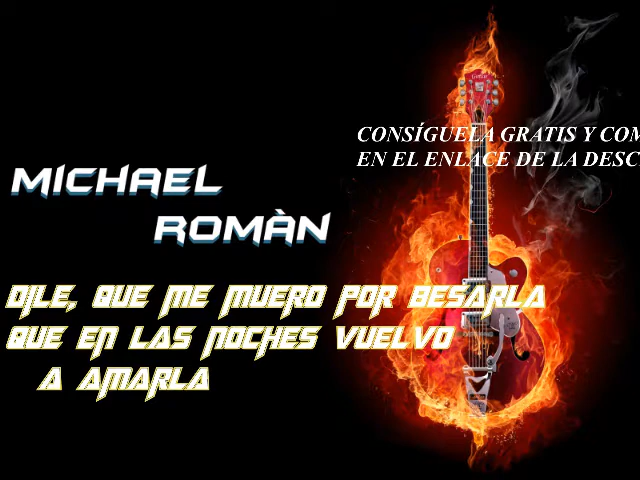 CONSÍGUELA GRATIS Y COM
EN EL ENLACE DE LA DESC
MICHAEL
ROMÀN
DILE, QUE ME MUERO POR BESARLA
QUE EN LAS NOCHES VUELVO
A AMARLA